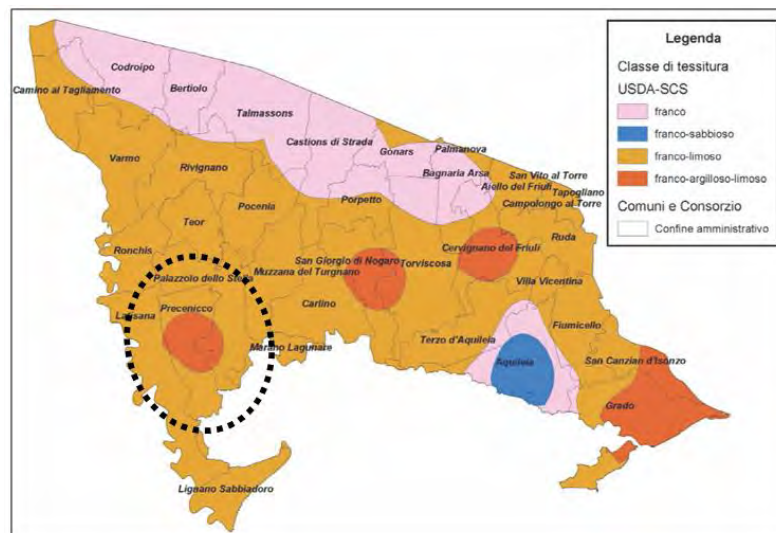 Legenda
Classe di tessitura
USDA-SCS
franco
franco-sabbioso
franco-limoso
franco-argilloso-limoso
Comuni e Consorzio
Confine amministrativo
Codroipo
Camino al Tagliamento
Bertiolo
Talmassons
Castions di Strada
Gonars
Palmanova
Varmo
Rivignano
Bagnaria Arsa
San Vito al Torre
Aiello del Friuli
Tapogliano
Campolongo al Torre
Pocenia
Porpetto
Teor
Ruda
Ronchis
Cervignano del Friuli
San Giorgio di Nogaro
Torviscosa
Muzzana del Turgnano
Palazzolo dello Stella
Villa Vicentina
Precenicco
Latisana
Carlino
Fiumicello
Terzo d'Aquileia
Marano Lagunare
San Canzian d'Isonzo
Aquileia
Grado
Lignano Sabbiadoro